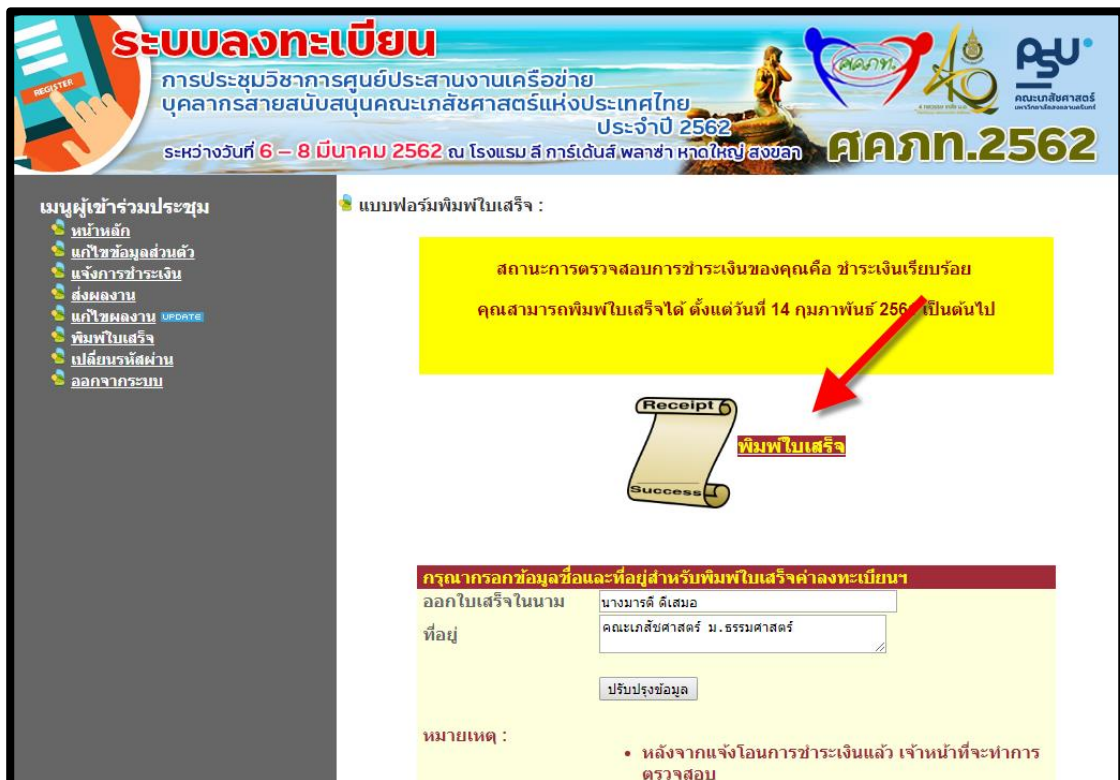 ระบบลงทะเบียน
REGISTER
การประชุมวิชาการศูนย์ประสานงานเครือข่าย
บุคลากรสายสนับสนุนคณะเภสัชศาสตร์แห่งประเทศไทย
ประจำปี 2562
ระหว่างวันที่ 6 – 8 มีนาคม 2562 ณ โรงแรม ลี การ์เด้นส์ พลาซ่า หาดใหญ่ สงขลา
ศคภท.
PSU
คณะเภสัชศาสตร์
มหาวิทยาลัยสงขลานครินทร์
ศคภท.2562
เมนูผู้เข้าร่วมประชุม
หน้าหลัก
แก้ไขข้อมูลส่วนตัว
แจ้งการชำระเงิน
ส่งผลงาน
แก้ไขผลงาน UPDATE
พิมพ์ใบเสร็จ
เปลี่ยนรหัสผ่าน
ออกจากระบบ
แบบฟอร์มพิมพ์ใบเสร็จ :
สถานะการตรวจสอบการชำระเงินของคุณคือ ชำระเงินเรียบร้อย
คุณสามารถพิมพ์ใบเสร็จได้ ตั้งแต่วันที่ 14 กุมภาพันธ์ เป็นต้นไป
Receipt
Success
พิมพ์ใบเสร็จ
กรุณากรอกข้อมูลชื่อและที่อยู่สำหรับพิมพ์ใบเสร็จค่าลงทะเบียนฯ
ออกใบเสร็จในนาม นางมารตี ดีเสมอ
ที่อยู่ คณะเภสัชศาสตร์ ม.ธรรมศาสตร์
ปรับปรุงข้อมูล
หมายเหตุ :
• หลังจากแจ้งโอนการชำระเงินแล้ว เจ้าหน้าที่จะทำการ
ตรวจสอบ